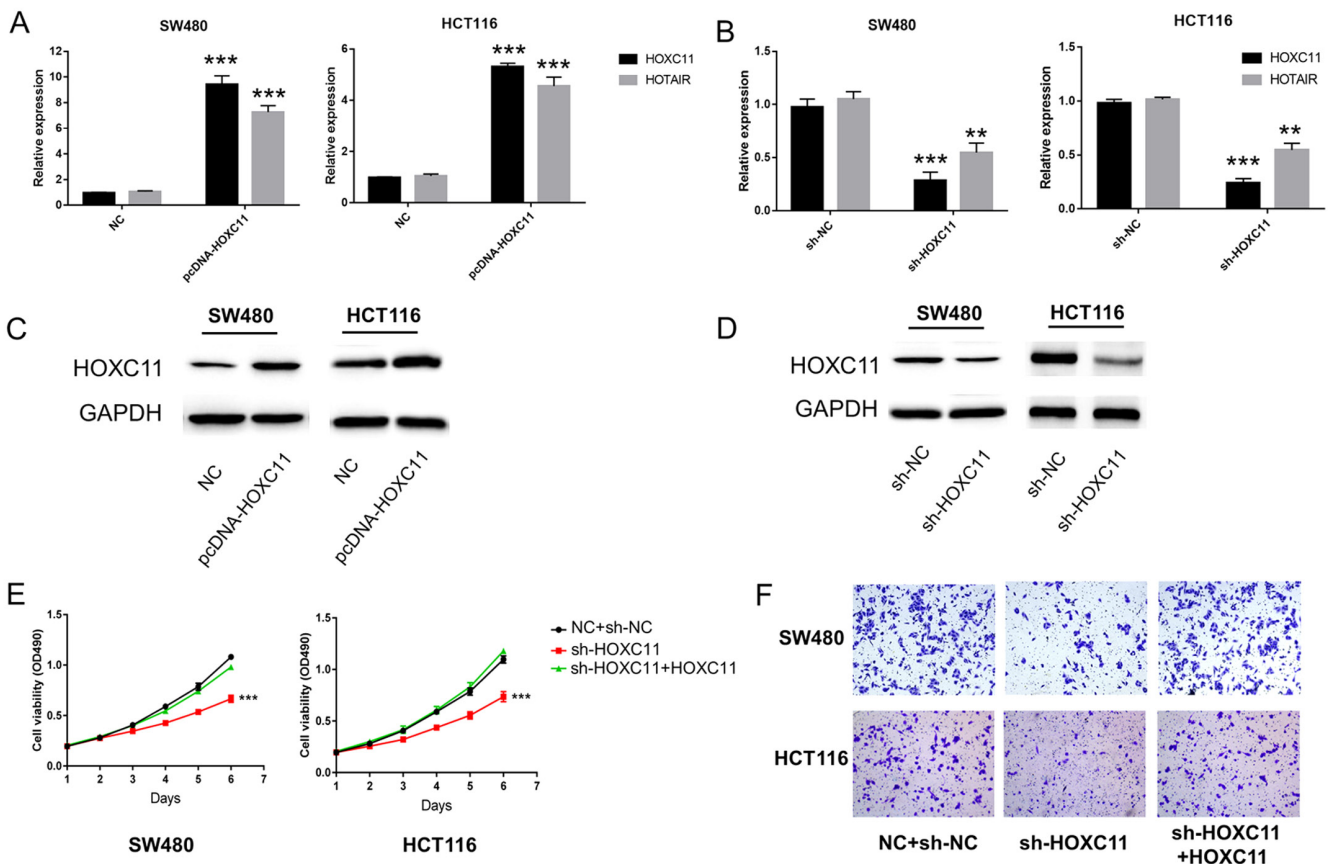 A
SW480
Relative expression
12
10
8
6
4
2
0
***
***
NC
pcDNA-HOXC11
HCT116
Relative expression
6
4
2
0
***
***
NC
pcDNA-HOXC11
HOXC11
HOTAIR
B
SW480
Relative expression
1.5
1.0
0.5
0.0
***
**
sh-NC
sh-HOXC11
HCT116
Relative expression
1.5
1.0
0.5
0.0
***
**
sh-NC
sh-HOXC11
HOXC11
HOTAIR
C
SW480
HCT116
HOXC11
GAPDH
NC
pcDNA-HOXC11
NC
pcDNA-HOXC11
D
SW480
HCT116
HOXC11
GAPDH
sh-NC
sh-HOXC11
sh-NC
sh-HOXC11
E
Cell viability (OD490)
1.5
1.0
0.5
0.0
***
1 2 3 4 5 6 7
Days
SW480
Cell viability (OD490)
1.5
1.0
0.5
0.0
***
1 2 3 4 5 6 7
Days
HCT116
NC+sh-NC
sh-HOXC11
sh-HOXC11+HOXC11
F
SW480
HCT116
NC+sh-NC
sh-HOXC11
sh-HOXC11
+HOXC11